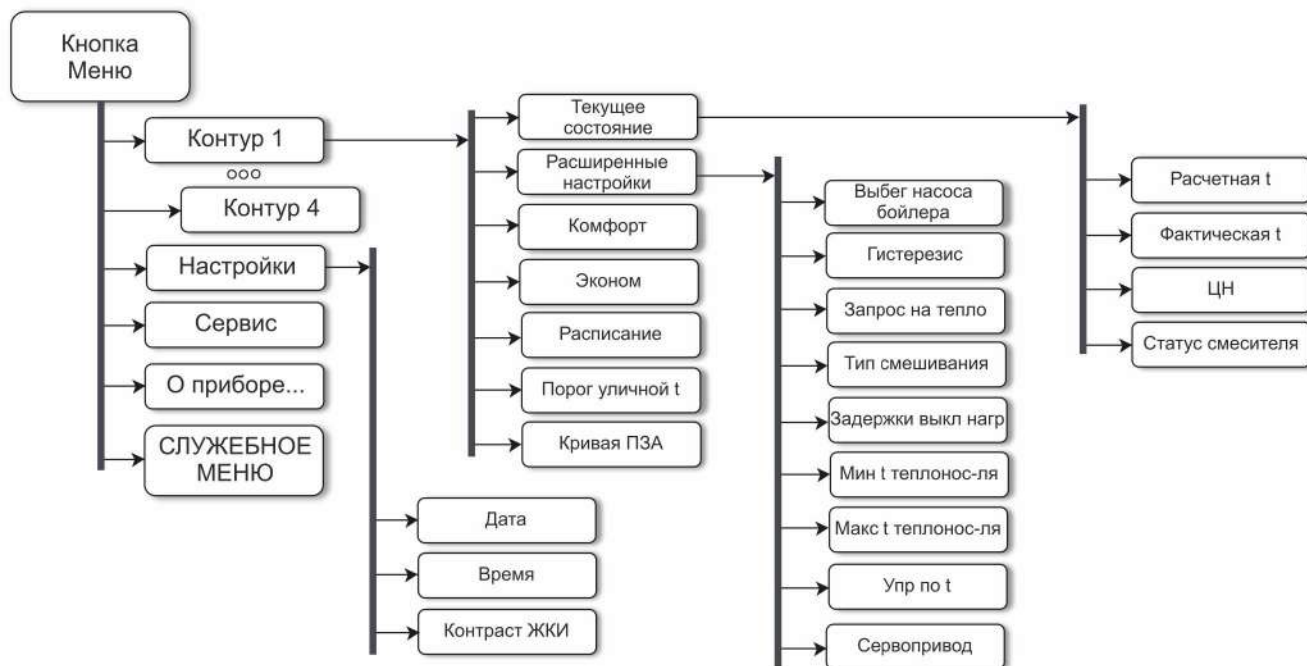 Кнопка
Меню
Контур 1
ооо
Контур 4
Настройки
Сервис
О приборе...
СЛУЖЕБНОЕ
МЕНЮ
Текущее
состояние
Расширенные
настройки
Комфорт
Эконом
Расписание
Порог уличной t
Кривая ПЗА
Дата
Время
Контраст ЖКИ
Выбег насоса
бойлера
Гистерезис
Запрос на тепло
Тип смешивания
Задержки выкл нагр
Мин t теплонос-ля
Макс t теплонос-ля
Упр по t
Сервопривод
Расчетная t
Фактическая t
ЦН
Статус смесителя